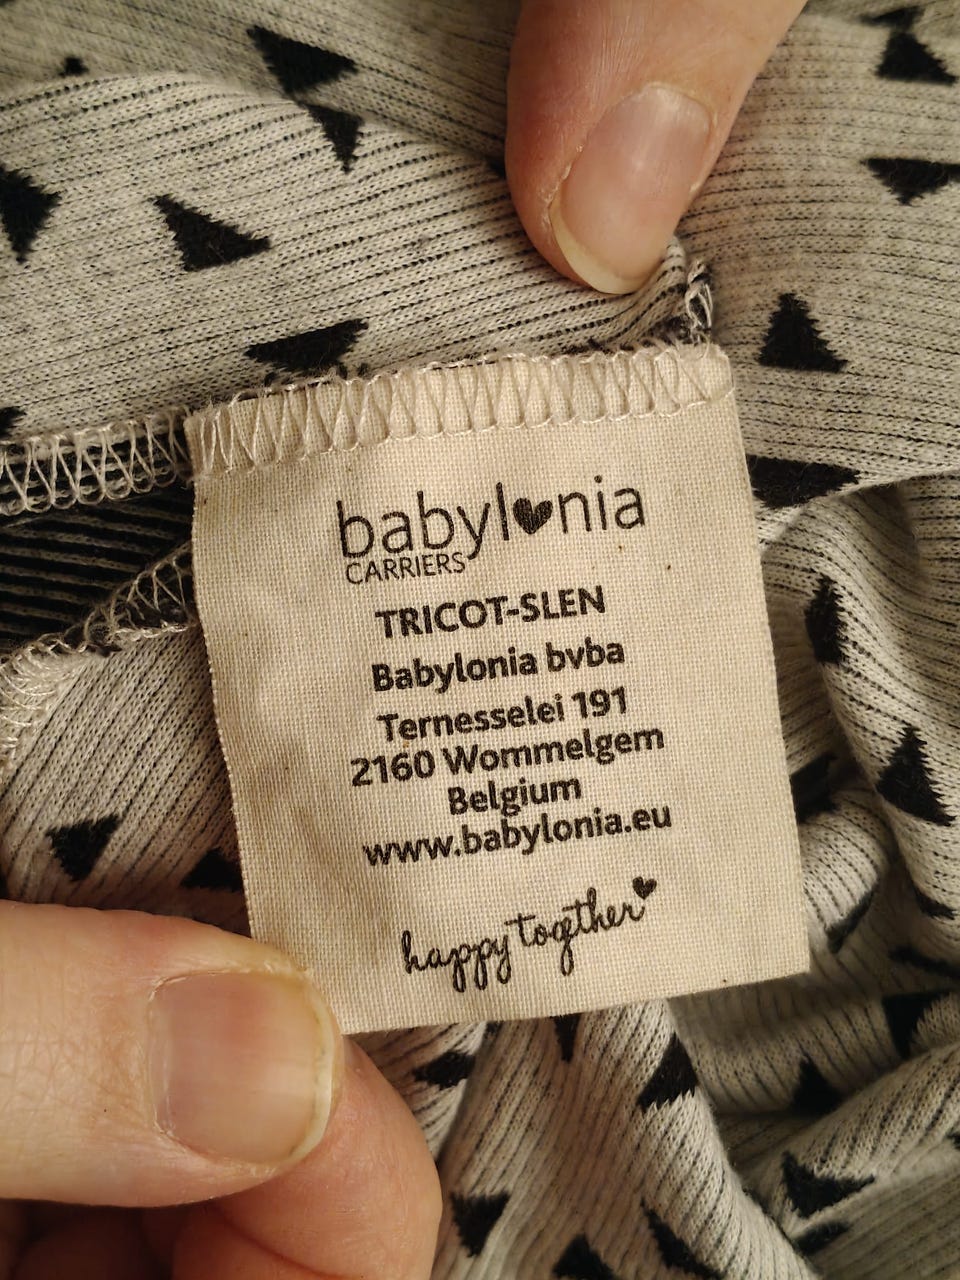 babylonia
CARRIERS
TRICOT-SLEN
Babylonia bvba
Ternesselei 191
2160 Wommelgem
Belgium
www.babylonia.eu
happy together